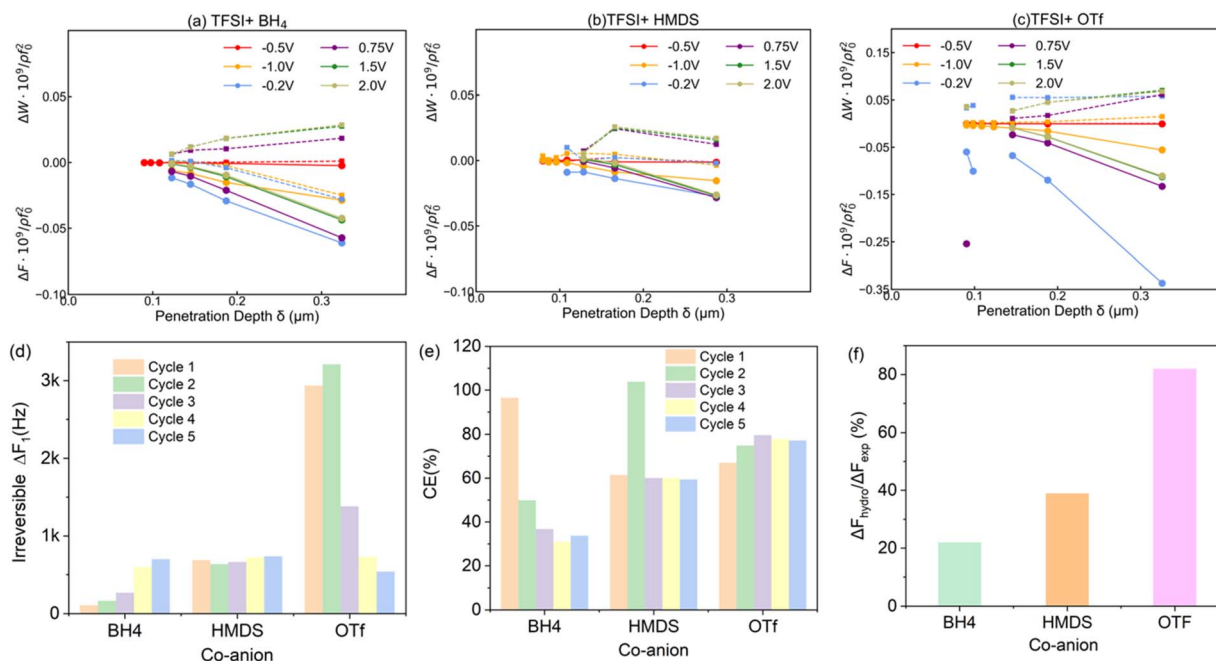 (a) TFSI+ BH₄
-0.5V 0.75V
-1.0V 1.5V
-0.2V 2.0V
ΔW · 10⁹/ρf₀²
ΔF · 10⁹/ρf₀²
0.05
0.00
−0.05
−0.10
0.0 0.1 0.2 0.3
Penetration Depth δ (μm)
(b)TFSI+ HMDS
-0.5V 0.75V
-1.0V 1.5V
-0.2V 2.0V
ΔW · 10⁹/ρf₀²
ΔF · 10⁹/ρf₀²
0.05
0.00
−0.05
−0.10
0.0 0.1 0.2 0.3
Penetration Depth δ (μm)
(c)TFSI+ OTf
-0.5V 0.75V
-1.0V 1.5V
-0.2V 2.0V
ΔW · 10⁹/ρf₀²
ΔF · 10⁹/ρf₀²
0.15
0.05
−0.05
−0.15
−0.25
−0.35
0.0 0.1 0.2 0.3
Penetration Depth δ (μm)
(d)
Cycle 1
Cycle 2
Cycle 3
Cycle 4
Cycle 5
Irreversible ΔF₁(Hz)
3k
2k
1k
0
BH4 HMDS OTf
Co-anion
(e)
Cycle 1
Cycle 2
Cycle 3
Cycle 4
Cycle 5
CE(%)
120
100
80
60
40
20
0
BH4 HMDS OTf
Co-anion
(f)
ΔF_hydro/ΔF_exp (%)
80
60
40
20
0
BH4 HMDS OTF
Co-anion